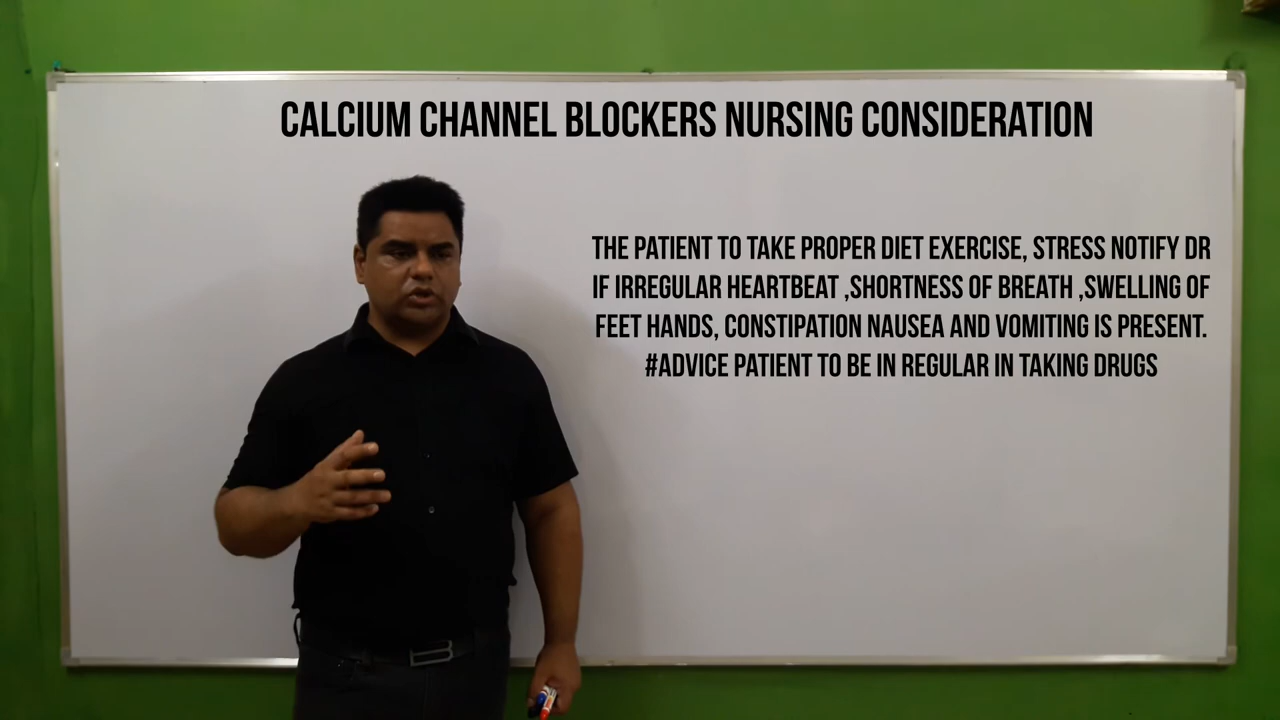 CALCIUM CHANNEL BLOCKERS NURSING CONSIDERATION
THE PATIENT TO TAKE PROPER DIET EXERCISE, STRESS NOTIFY DR
IF IRREGULAR HEARTBEAT ,SHORTNESS OF BREATH ,SWELLING OF
FEET HANDS, CONSTIPATION NAUSEA AND VOMITING IS PRESENT.
#ADVICE PATIENT TO BE IN REGULAR IN TAKING DRUGS